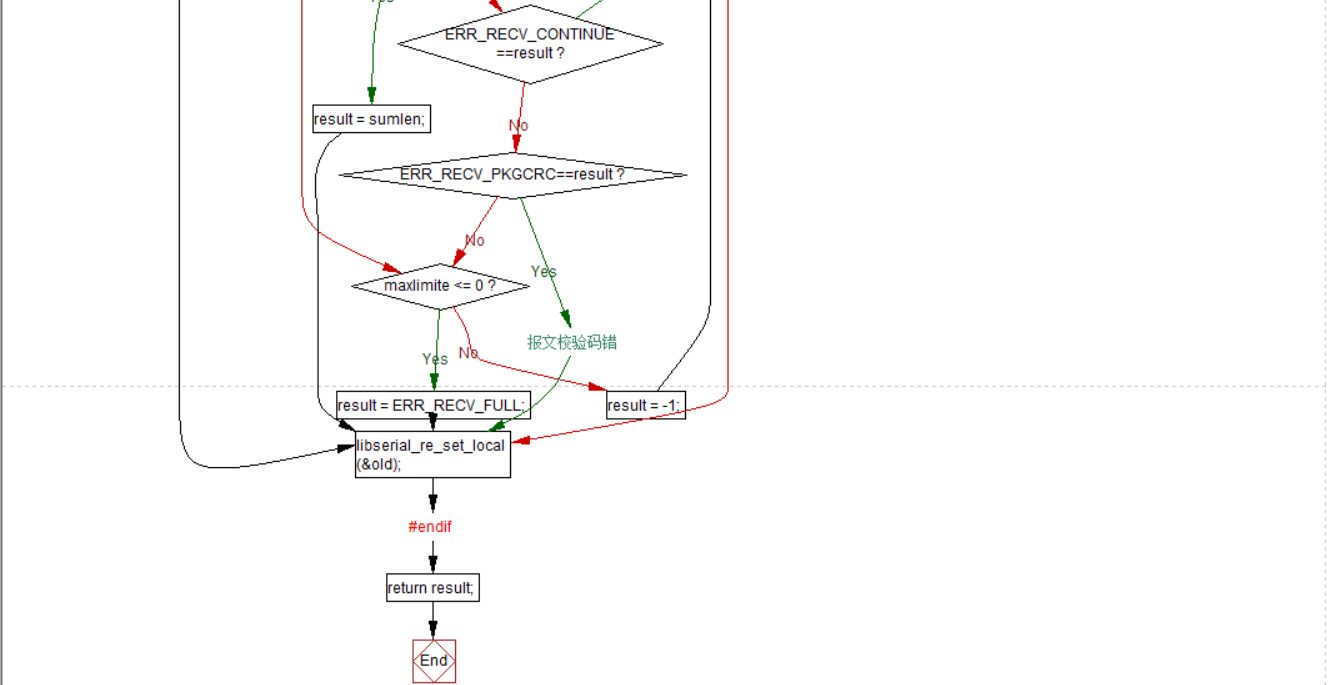 Yes
ERR_RECV_CONTINUE
==result ?
result = sumlen;
No
ERR_RECV_PKGCRC==result ?
No
Yes
maxlimite <= 0 ?
报文校验码错
Yes
No
result = ERR_RECV_FULL;
result = -1;
libserial_re_set_local
(&old);
#endif
return result;
End